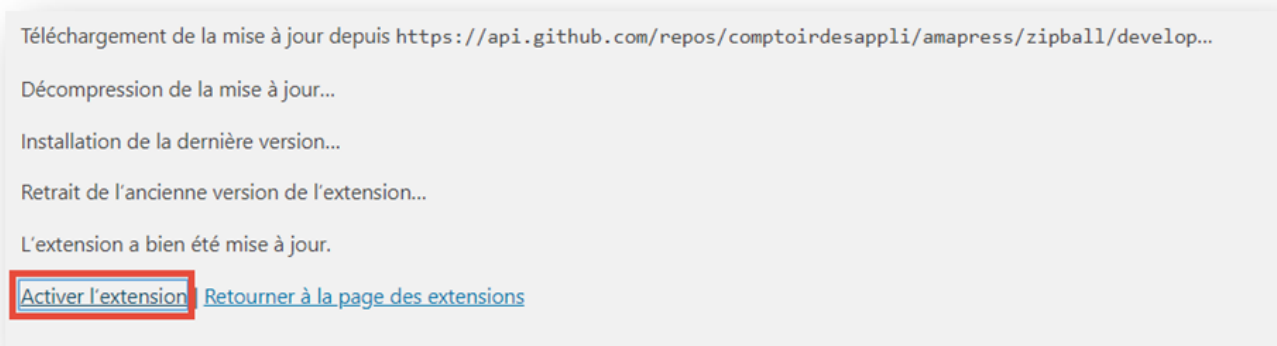 Téléchargement de la mise à jour depuis https://api.github.com/repos/comptoirdesappli/amapress/zipball/develop...
Décompression de la mise à jour...
Installation de la dernière version...
Retrait de l’ancienne version de l’extension...
L’extension a bien été mise à jour.
Activer l’extension | Retourner à la page des extensions